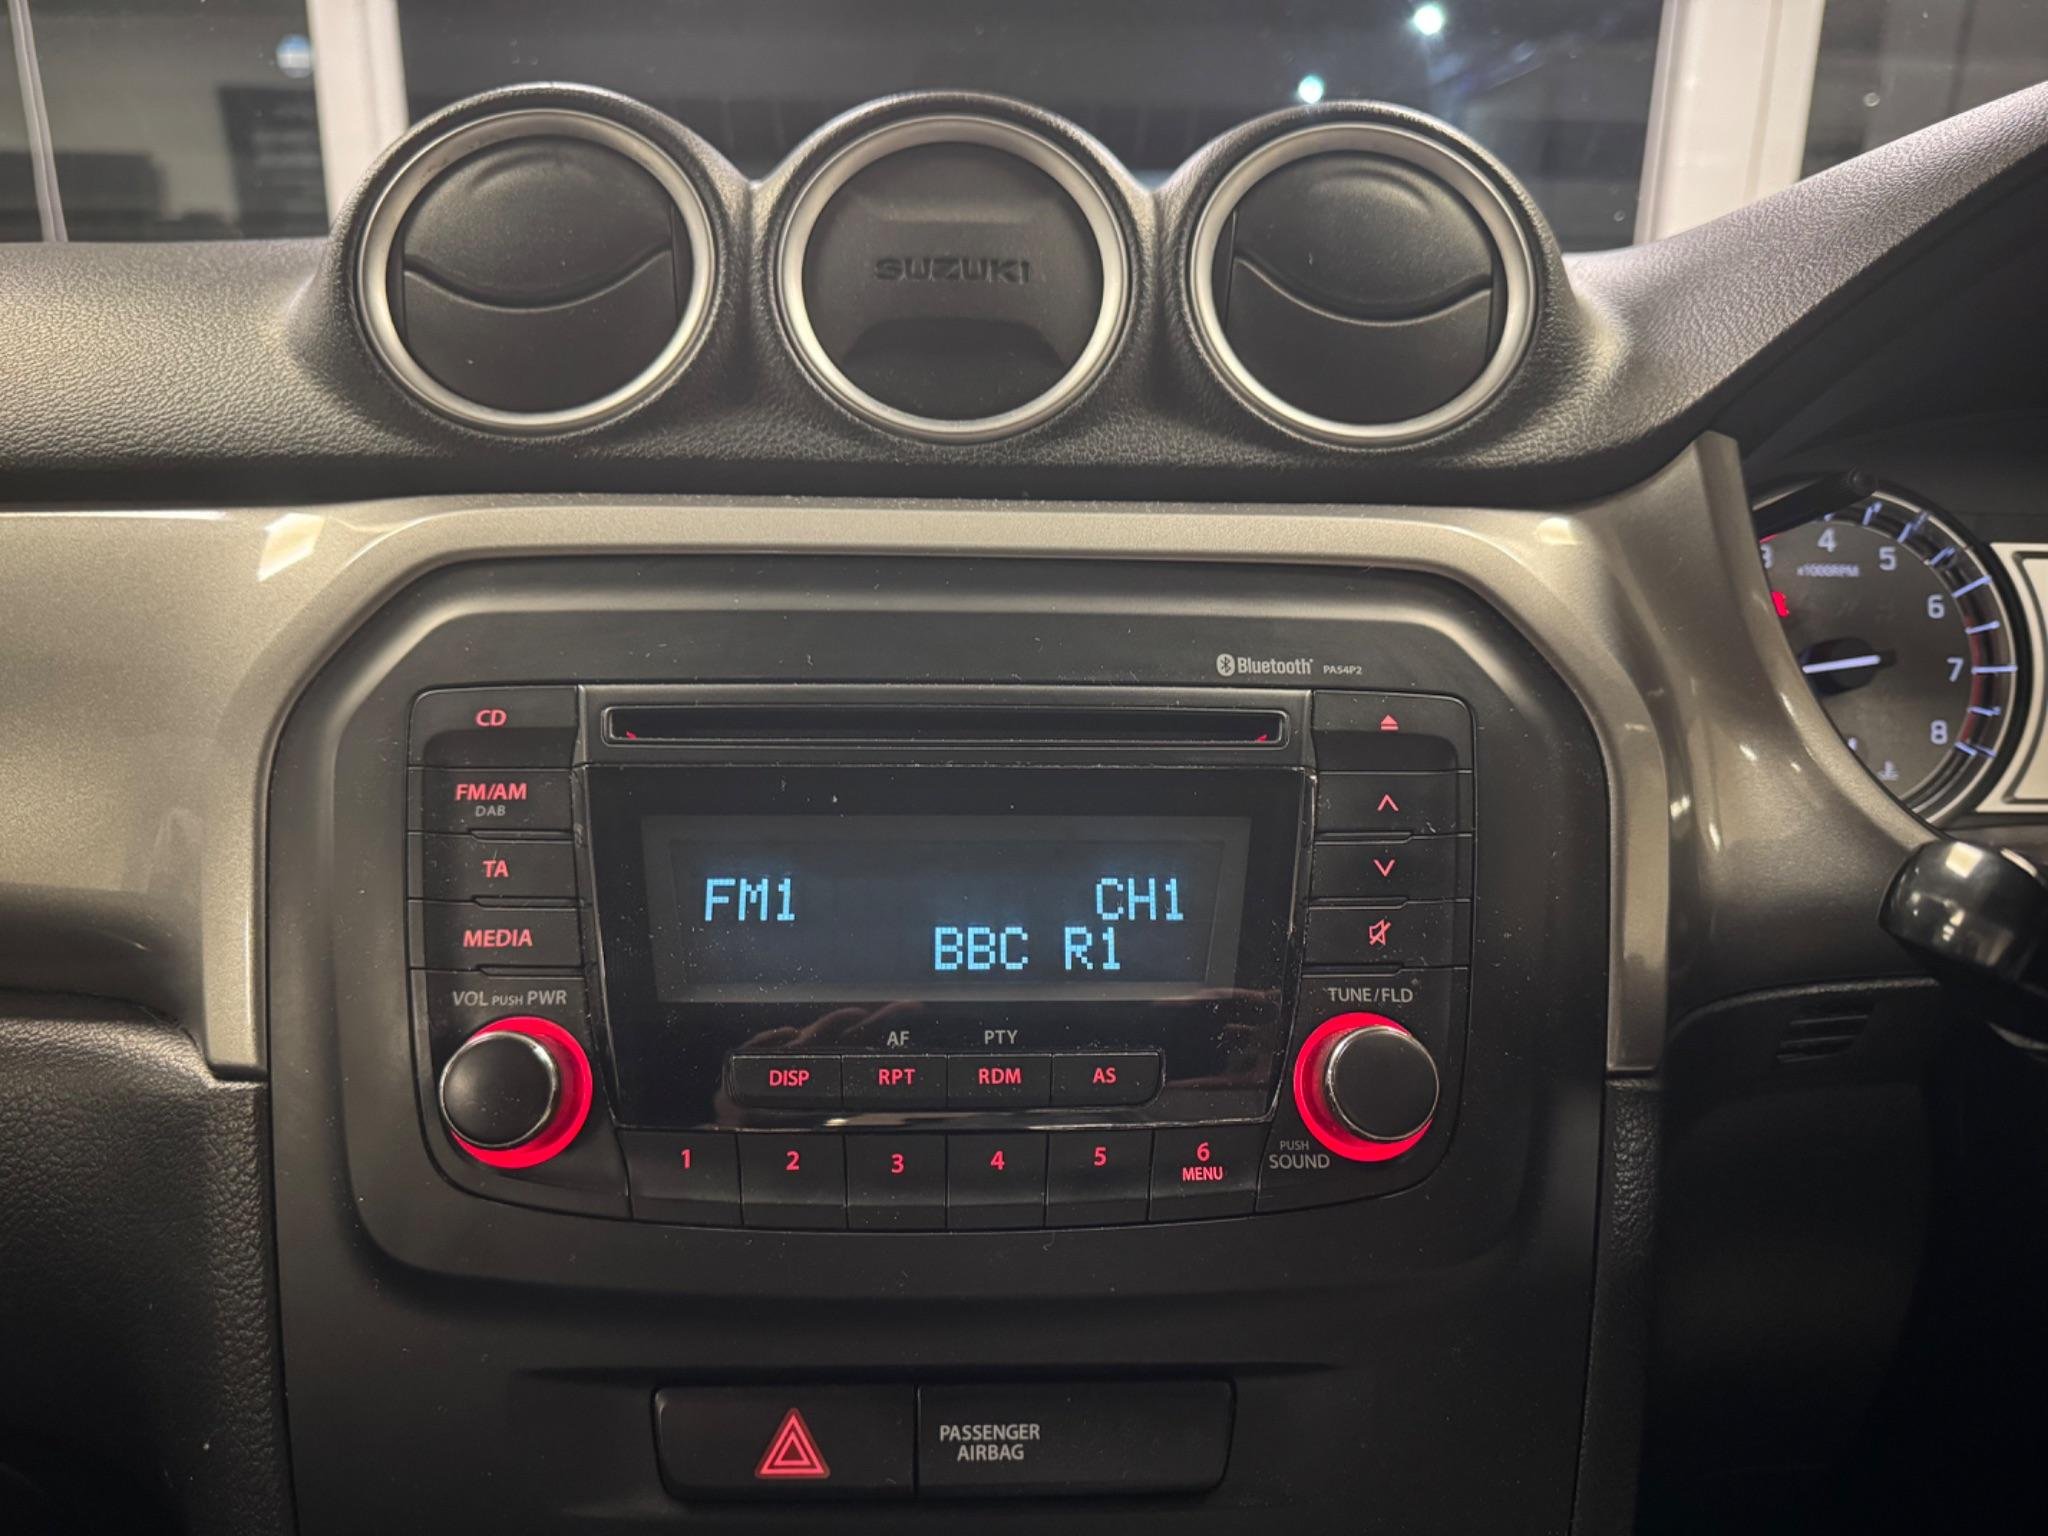 SUZUKI
Bluetooth PA54P2
CD
FM/AM
DAB
TA
MEDIA
VOL PUSH PWR
FM1 CH1
BBC R1
AF PTY
DISP RPT RDM AS
TUNE/FLD
PUSH
SOUND
1 2 3 4 5 6
MENU
PASSENGER
AIRBAG
3 4 5 6 7 8
x1000RPM